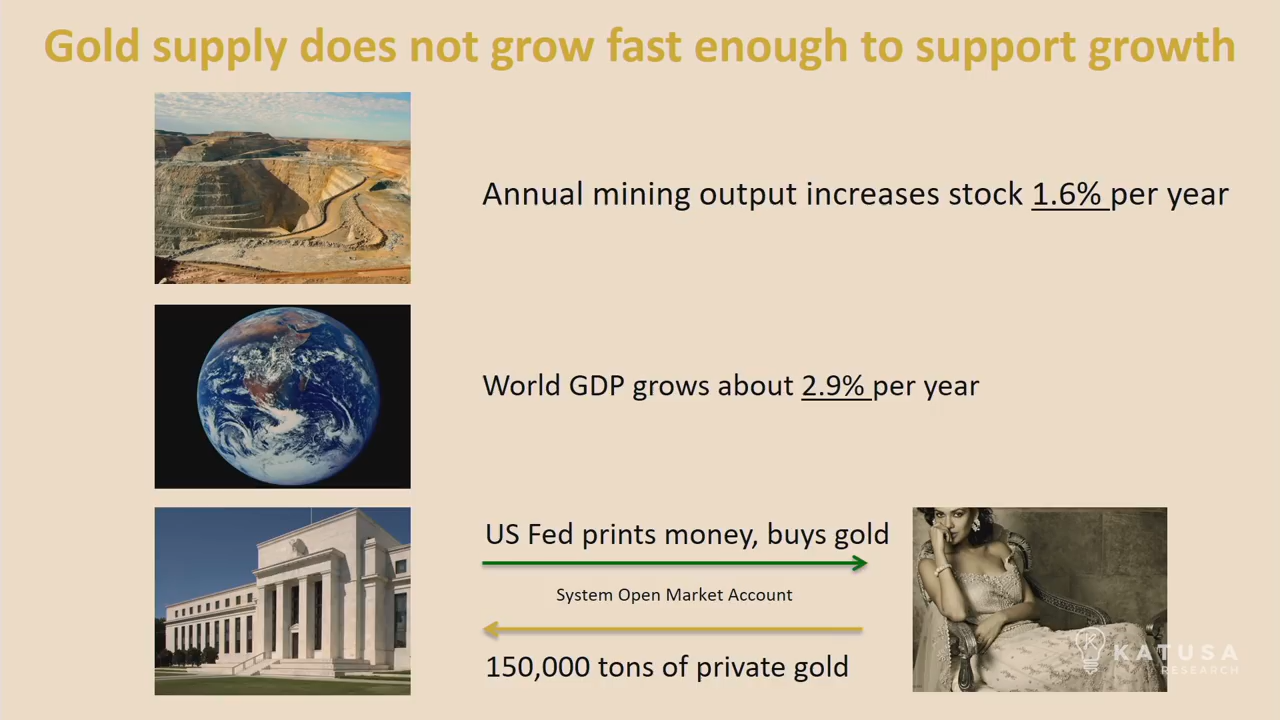 Gold supply does not grow fast enough to support growth
Annual mining output increases stock 1.6% per year
World GDP grows about 2.9% per year
US Fed prints money, buys gold
System Open Market Account
150,000 tons of private gold
KATUSA
RESEARCH